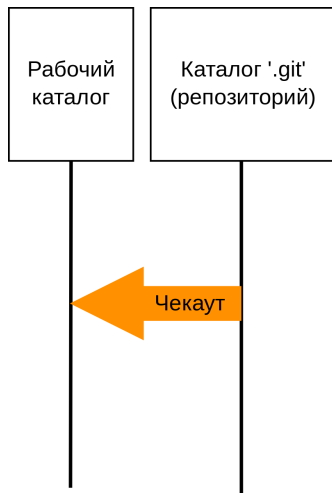 Рабочий
каталог
Каталог '.git'
(репозиторий)
Чекаут